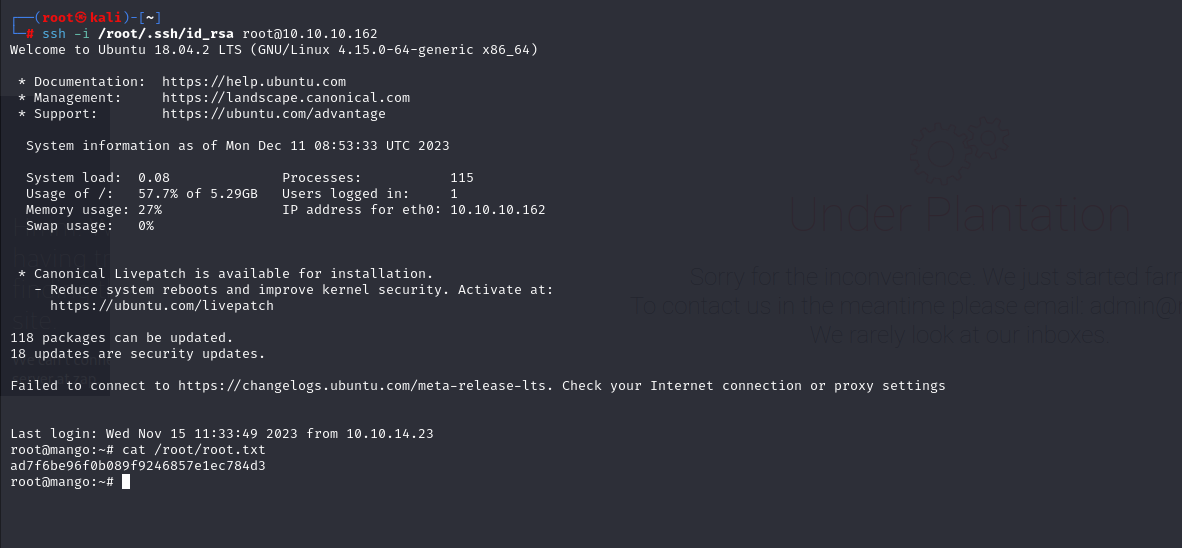 ┌──(root㉿kali)-[~]
└─# ssh -i /root/.ssh/id_rsa root@10.10.10.162
Welcome to Ubuntu 18.04.2 LTS (GNU/Linux 4.15.0-64-generic x86_64)
* Documentation:  https://help.ubuntu.com
* Management:     https://landscape.canonical.com
* Support:        https://ubuntu.com/advantage
System information as of Mon Dec 11 08:53:33 UTC 2023
System load:  0.08              Processes:           115
Usage of /:   57.7% of 5.29GB   Users logged in:     1
Memory usage: 27%               IP address for eth0: 10.10.10.162
Swap usage:   0%
* Canonical Livepatch is available for installation.
- Reduce system reboots and improve kernel security. Activate at:
https://ubuntu.com/livepatch
118 packages can be updated.
18 updates are security updates.
Failed to connect to https://changelogs.ubuntu.com/meta-release-lts. Check your Internet connection or proxy settings
Last login: Wed Nov 15 11:33:49 2023 from 10.10.14.23
root@mango:~# cat /root/root.txt
ad7f6be96f0b089f9246857e1ec784d3
root@mango:~#
Under Plantation
Sorry for the inconvenience. We just started
To contact us in the meantime please email: admin@
We rarely look at our inboxes